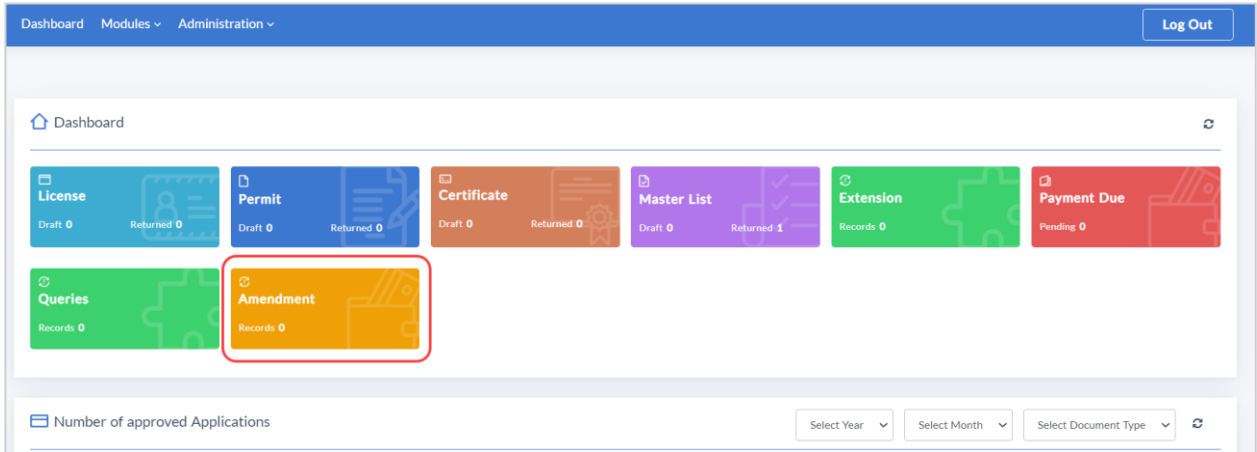 Dashboard Modules Administration Log Out
Dashboard
License
Draft 0 Returned 0
Permit
Draft 0 Returned 0
Certificate
Draft 0 Returned 0
Master List
Draft 0 Returned 1
Extension
Records 0
Payment Due
Pending 0
Queries
Records 0
Amendment
Records 0
Number of approved Applications Select Year Select Month Select Document Type